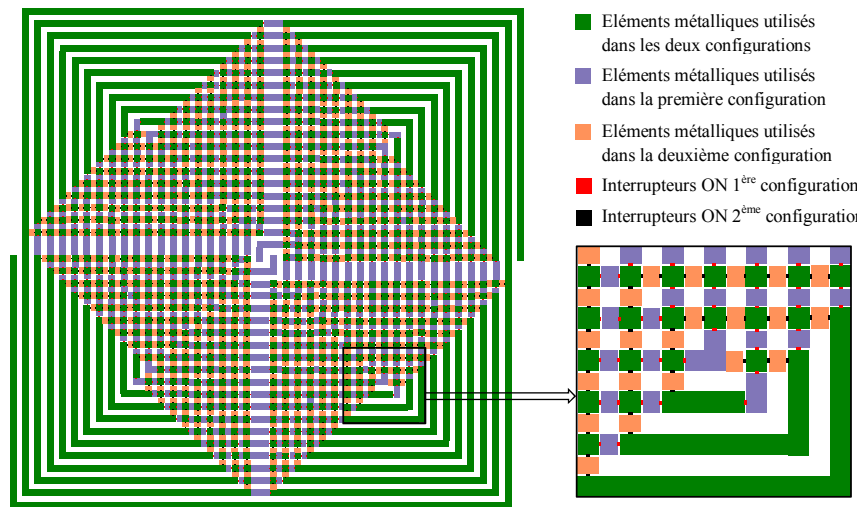 Eléments métalliques utilisés
dans les deux configurations
Eléments métalliques utilisés
dans la première configuration
Eléments métalliques utilisés
dans la deuxième configuration
Interrupteurs ON 1ère configuration
Interrupteurs ON 2ème configuration